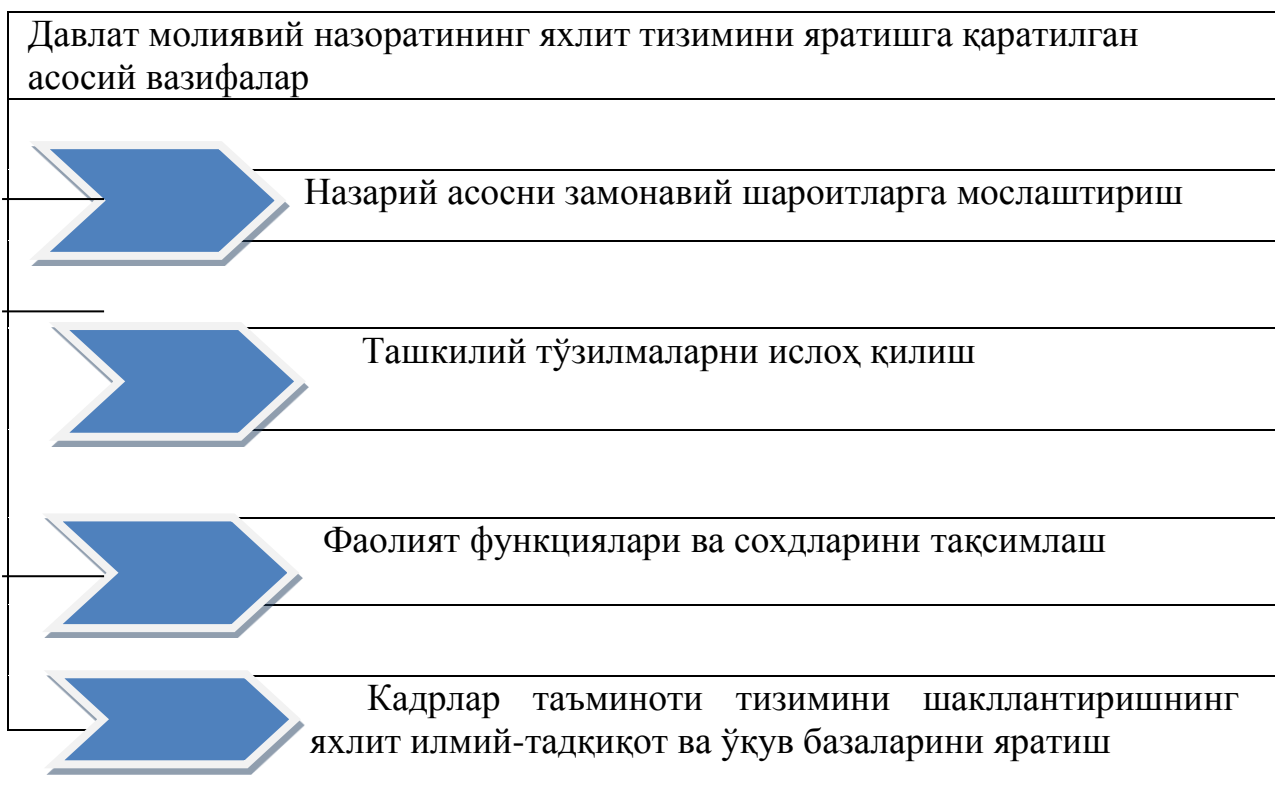 Давлат молиявий назоратининг яхлит тизимини яратишга қаратилган
асосий вазифалар
Назарий асосни замонавий шароитларга мослаштириш
Ташкилий тўзилмаларни ислоҳ қилиш
Фаолият функциялари ва сохдларини тақсимлаш
Кадрлар таъминоти тизимини шакллантиришнинг
яхлит илмий-тадқиқот ва ўқув базаларини яратиш